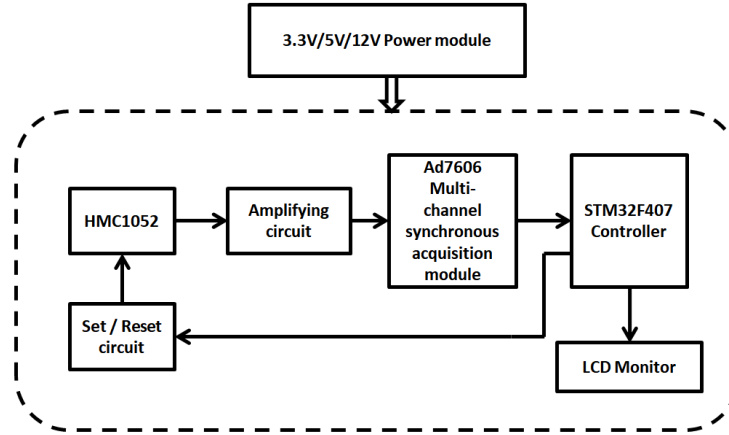 3.3V/5V/12V Power module
HMC1052
Amplifying
circuit
Ad7606
Multi-
channel
synchronous
acquisition
module
STM32F407
Controller
Set / Reset
circuit
LCD Monitor